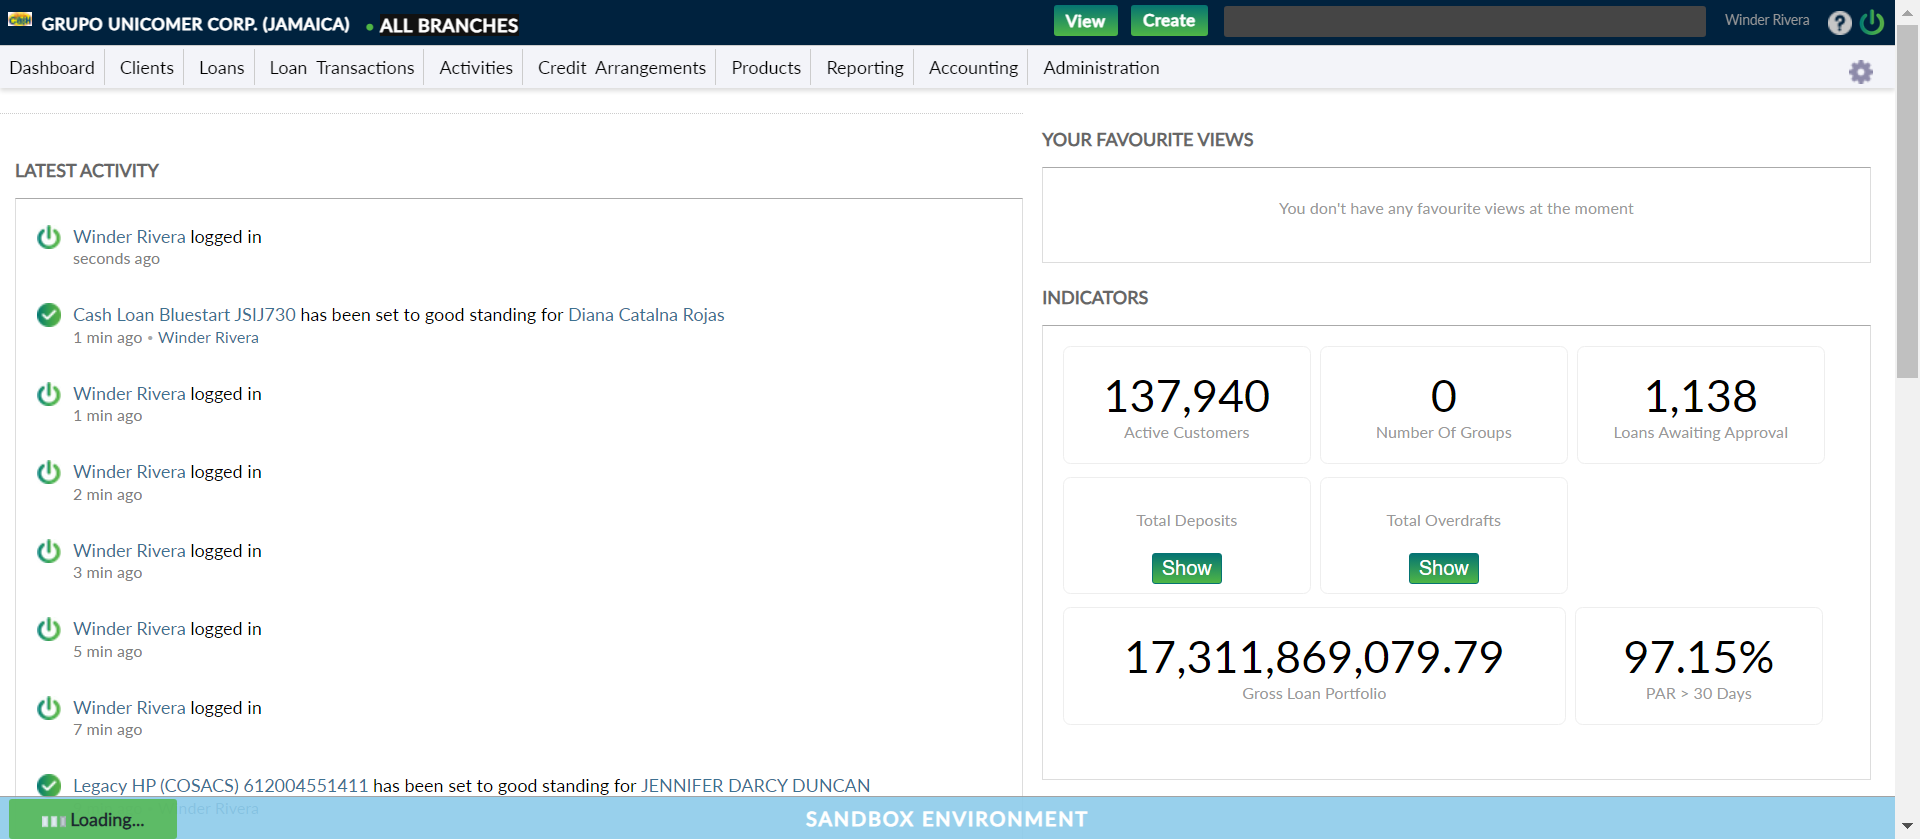 Cash
GRUPO UNICOMER CORP. (JAMAICA) • ALL BRANCHES
View
Create
Winder Rivera
?
Dashboard
Clients
Loans
Loan Transactions
Activities
Credit Arrangements
Products
Reporting
Accounting
Administration
LATEST ACTIVITY
Winder Rivera logged in
seconds ago
Cash Loan Bluestart JSIJ730 has been set to good standing for Diana Catalna Rojas
1 min ago • Winder Rivera
Winder Rivera logged in
1 min ago
Winder Rivera logged in
2 min ago
Winder Rivera logged in
3 min ago
Winder Rivera logged in
5 min ago
Winder Rivera logged in
7 min ago
Legacy HP (COSACS) 612004551411 has been set to good standing for JENNIFER DARCY DUNCAN
Rivera
YOUR FAVOURITE VIEWS
You don't have any favourite views at the moment
INDICATORS
137,940
Active Customers
0
Number Of Groups
1,138
Loans Awaiting Approval
Total Deposits
Show
Total Overdrafts
Show
17,311,869,079.79
Gross Loan Portfolio
97.15%
PAR > 30 Days
Loading...
SANDBOX ENVIRONMENT